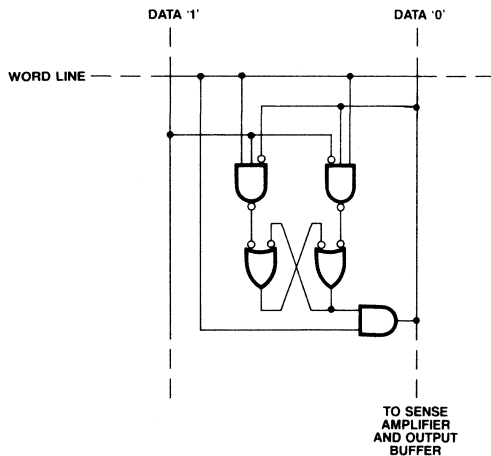 DATA '1'
DATA '0'
WORD LINE
TO SENSE
AMPLIFIER
AND OUTPUT
BUFFER